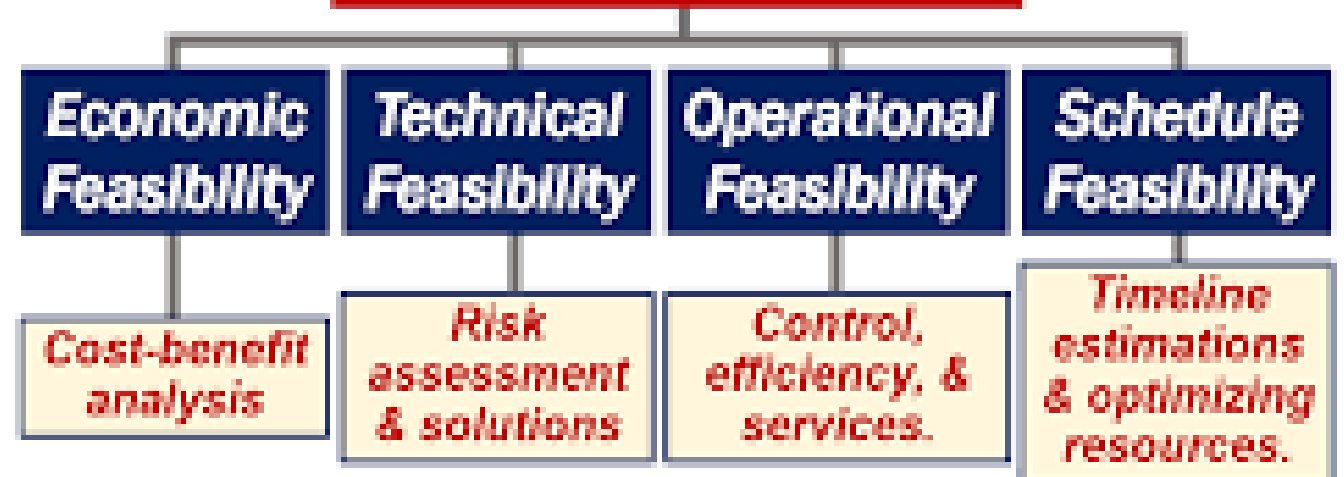 Economic
Feasibility
Technical
Feasibility
Operational
Feasibility
Schedule
Feasibility
Cost-benefit
analysis
Risk
assessment
& solutions
Control,
efficiency, &
services.
Timeline
estimations
& optimizing
resources.